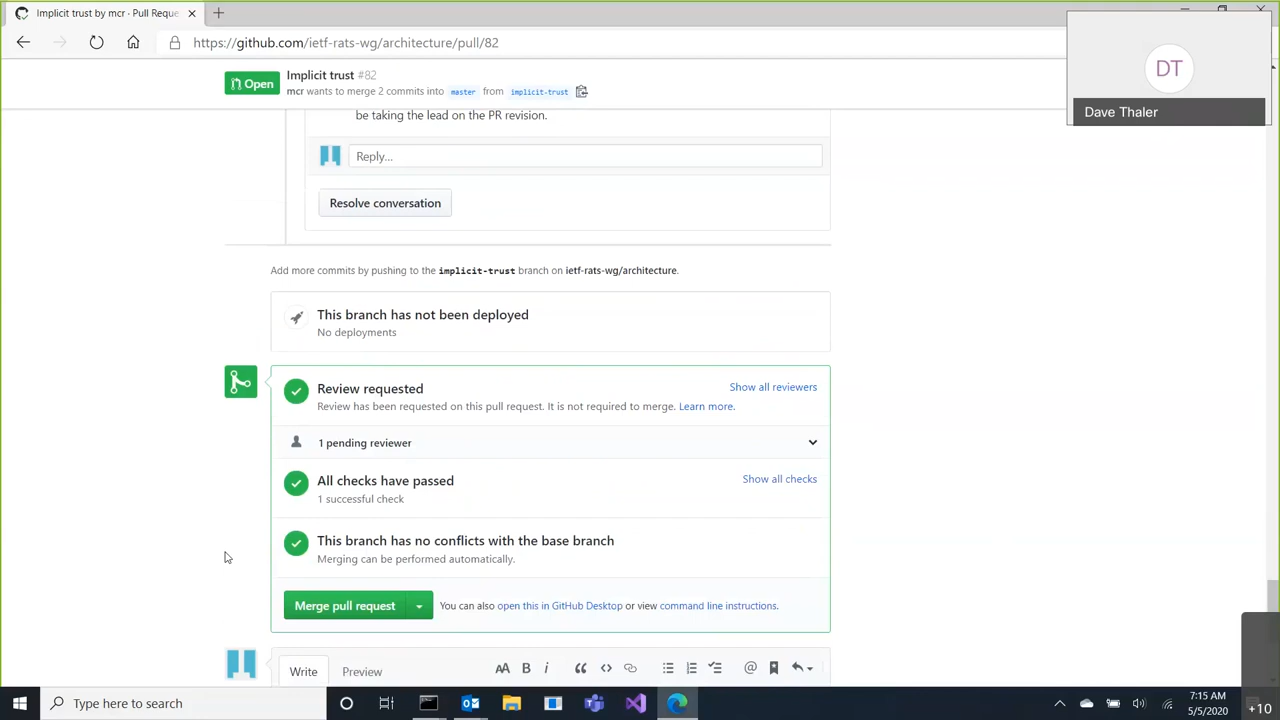 Implicit trust by mcr · Pull Reque
https://github.com/ietf-rats-wg/architecture/pull/82
DT
Dave Thaler
Open
Implicit trust #82
mcr wants to merge 2 commits into master from implicit-trust
be taking the lead on the PR revision.
Reply...
Resolve conversation
Add more commits by pushing to the implicit-trust branch on ietf-rats-wg/architecture.
This branch has not been deployed
No deployments
Review requested
Show all reviewers
Review has been requested on this pull request. It is not required to merge. Learn more.
1 pending reviewer
All checks have passed
Show all checks
1 successful check
This branch has no conflicts with the base branch
Merging can be performed automatically.
Merge pull request
You can also open this in GitHub Desktop or view command line instructions.
Write
Preview
AA B i
Type here to search
7:15 AM
5/5/2020
+10